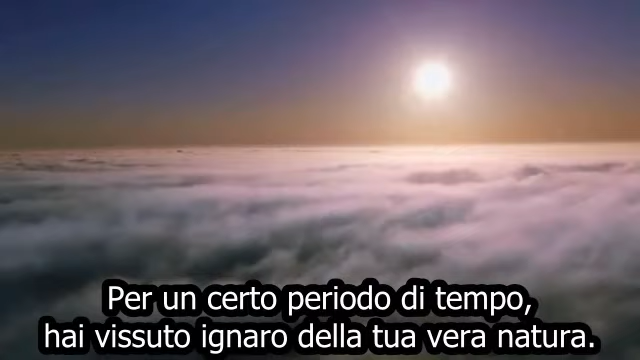 Per un certo periodo di tempo,
hai vissuto ignaro della tua vera natura.